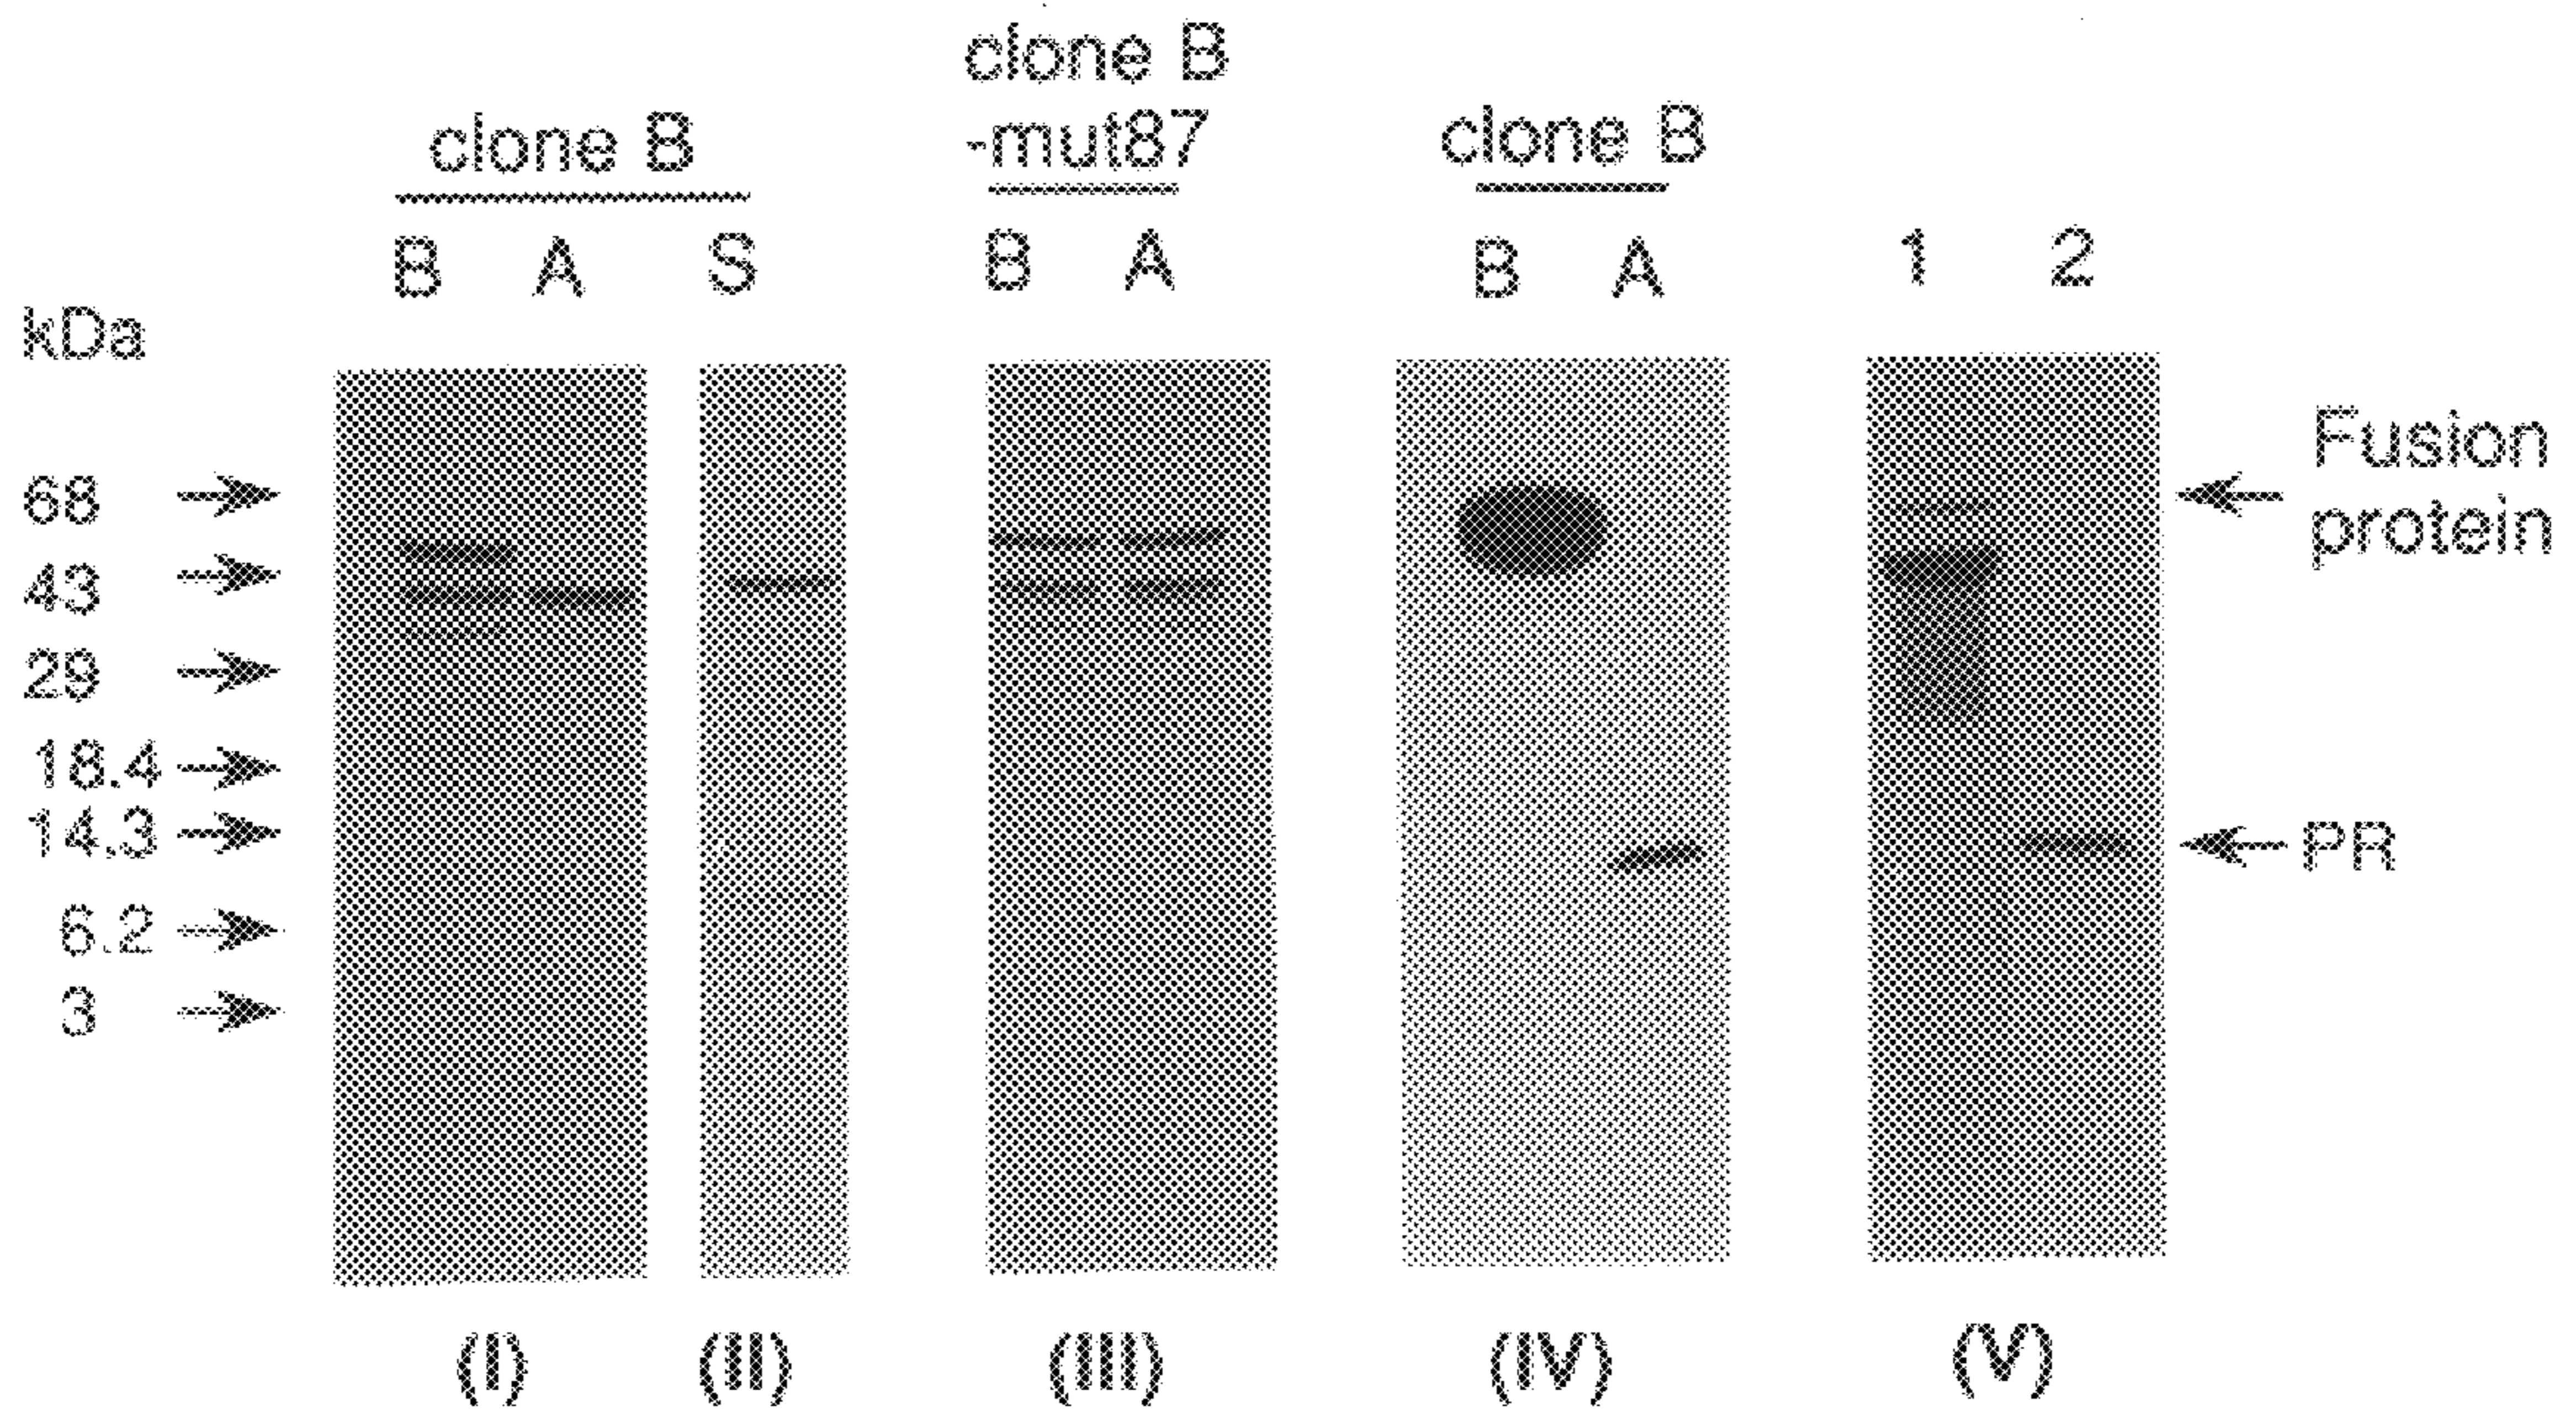 clone B
clone B
-mut87
clone B
B A S
B A
B A
1 2
kDa
68
43
29
18.4
14.3
6.2
3
Fusion
protein
PR
(I)
(II)
(III)
(IV)
(V)